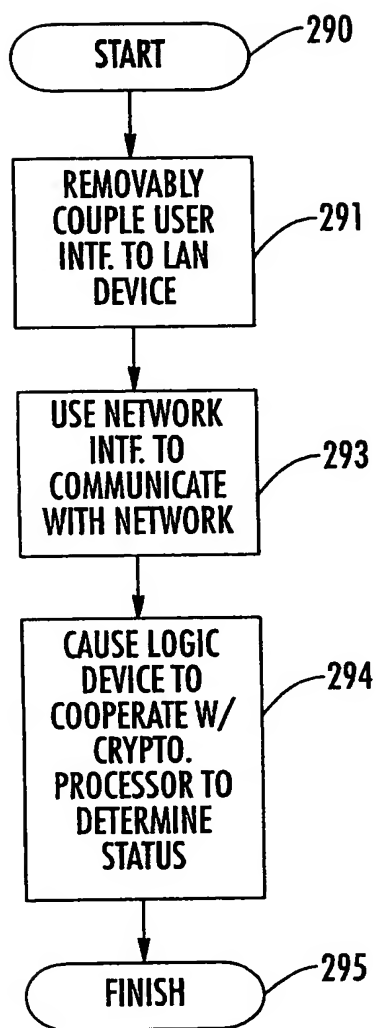 START
290
REMOVABLY
COUPLE USER
INTF. TO LAN
DEVICE
291
USE NETWORK
INTF. TO
COMMUNICATE
WITH NETWORK
293
CAUSE LOGIC
DEVICE TO
COOPERATE W/
CRYPTO.
PROCESSOR TO
DETERMINE
STATUS
294
FINISH
295